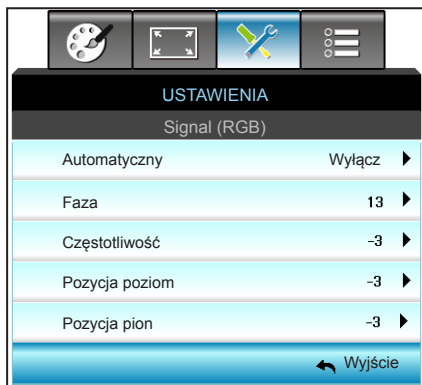 USTAWIENIA
Signal (RGB)
Automatyczny Wyłącz
Faza 13
Częstotliwość -3
Pozycja poziom -3
Pozycja pion -3
Wyjście